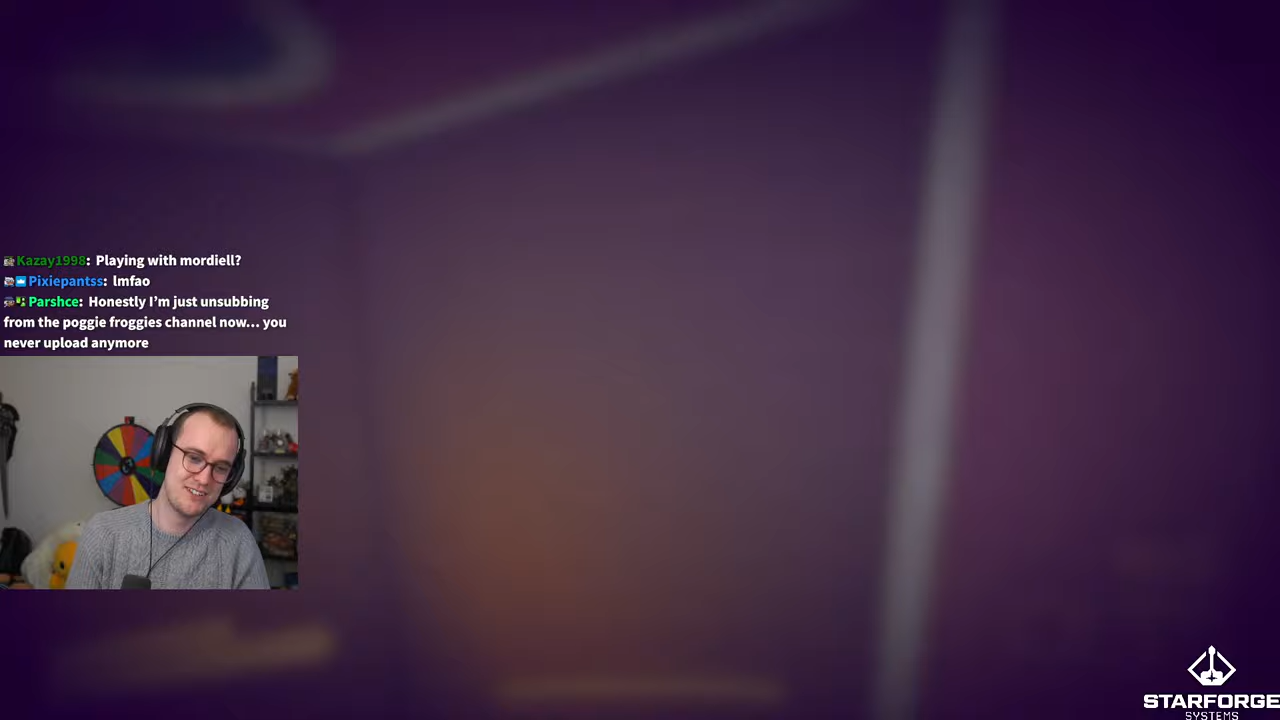 Kazay1998: Playing with mordiell?
Pixiepantss: lmfao
Parshce: Honestly I’m just unsubbing
from the poggie froggies channel now... you
never upload anymore
STARFORGE
SYSTEMS